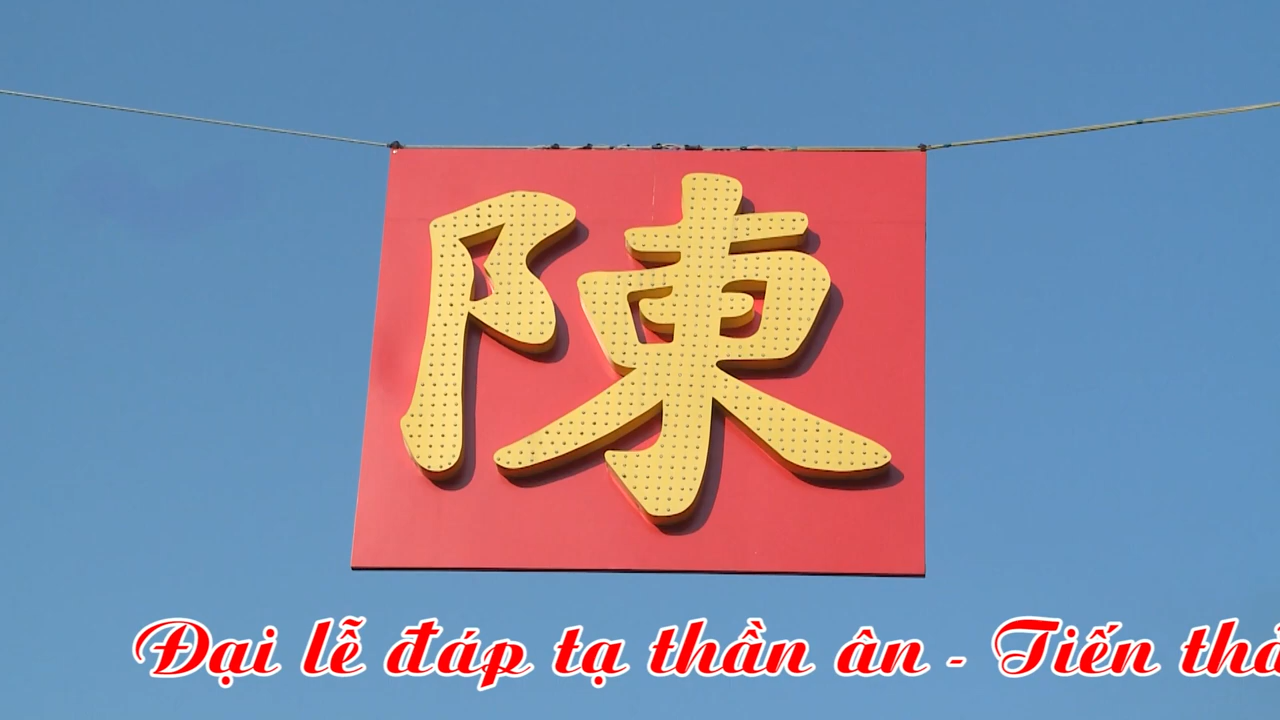 陳
Đại lễ đáp tạ thần ân - Tiến